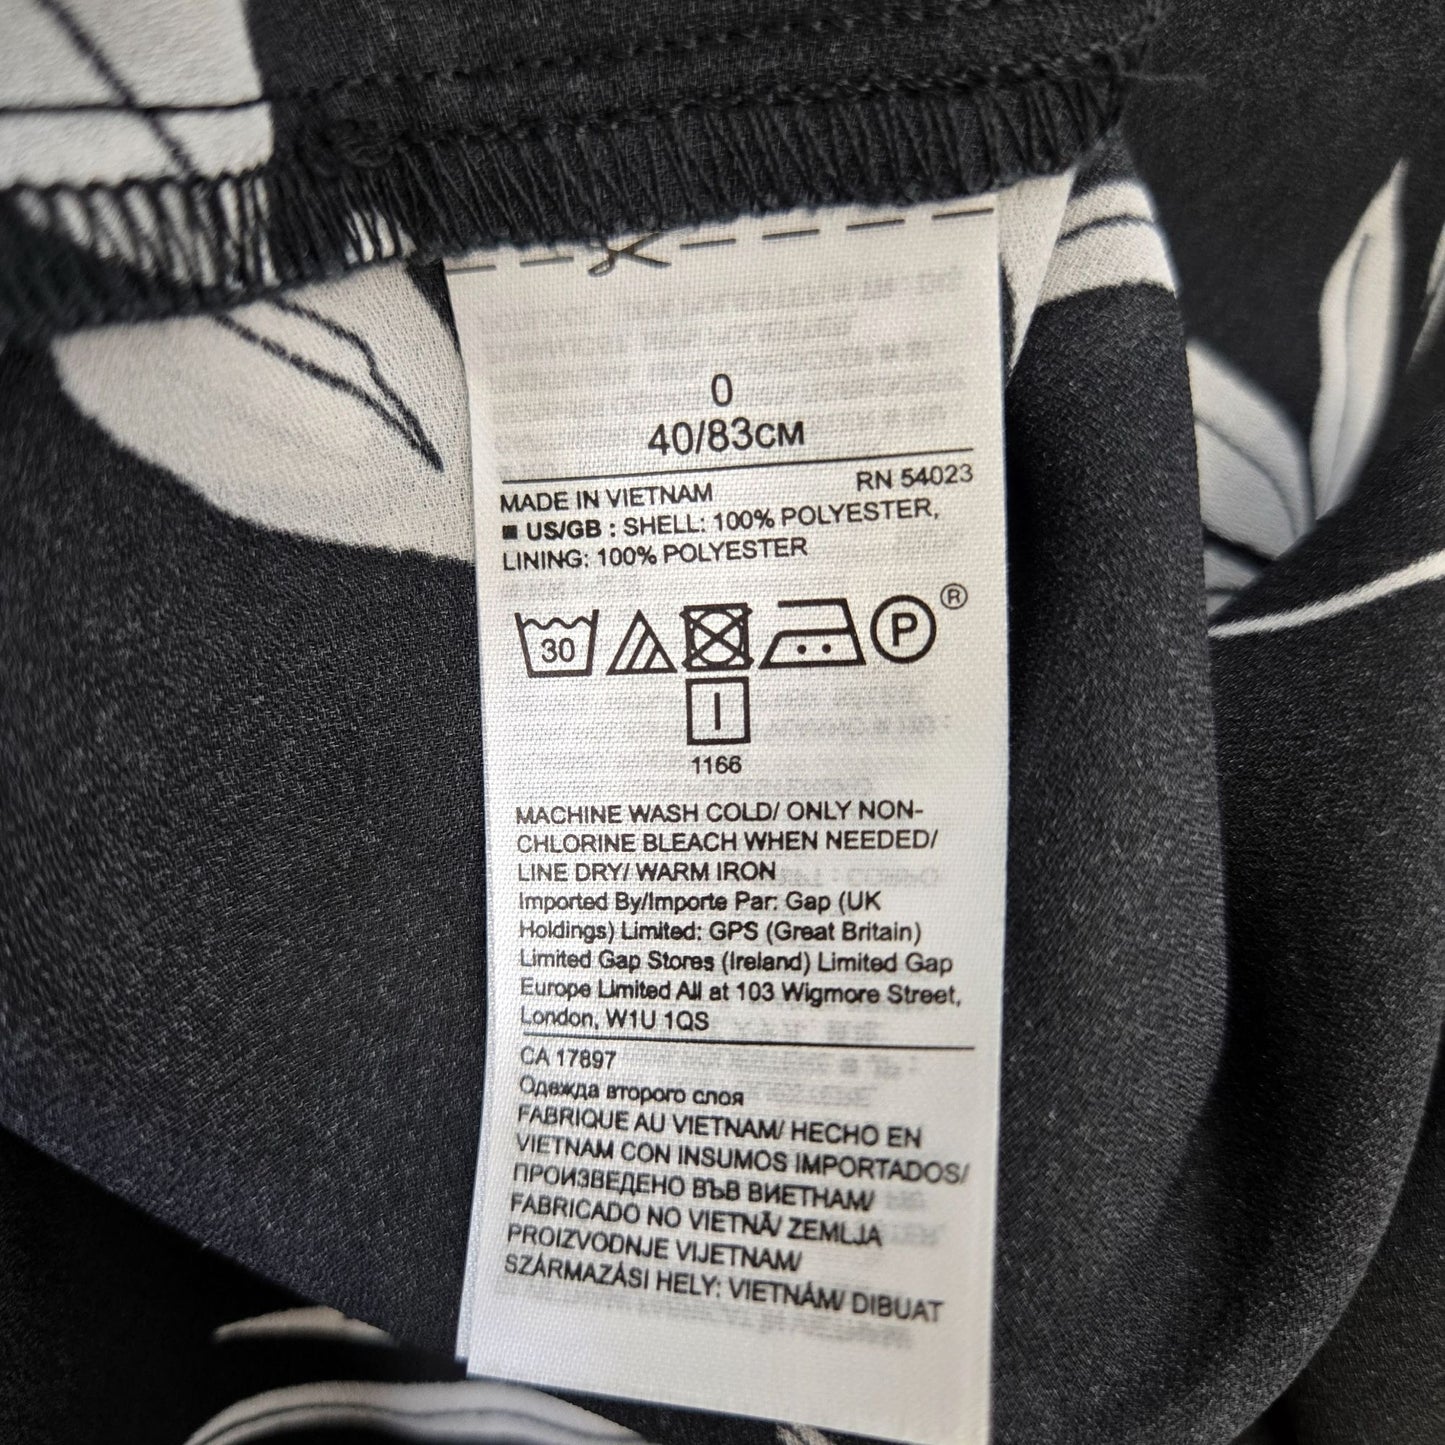 0
40/83CM
MADE IN VIETNAM RN 54023
■ US/GB : SHELL: 100% POLYESTER,
LINING: 100% POLYESTER
30 P ®
1166
MACHINE WASH COLD/ ONLY NON-
CHLORINE BLEACH WHEN NEEDED/
LINE DRY/ WARM IRON
Imported By/Importe Par: Gap (UK
Holdings) Limited: GPS (Great Britain)
Limited Gap Stores (Ireland) Limited Gap
Europe Limited All at 103 Wigmore Street,
London, W1U 1QS
CA 17897
Одежда второго слоя
FABRIQUE AU VIETNAM/ HECHO EN
VIETNAM CON INSUMOS IMPORTADOS/
ПРОИЗВЕДЕНО ВЪВ ВИЕТНАМ/
FABRICADO NO VIETNÃ/ ZEMLJA
PROIZVODNJE VIJETNAM/
SZÁRMAZÁSI HELY: VIETNÁM/ DIBUAT